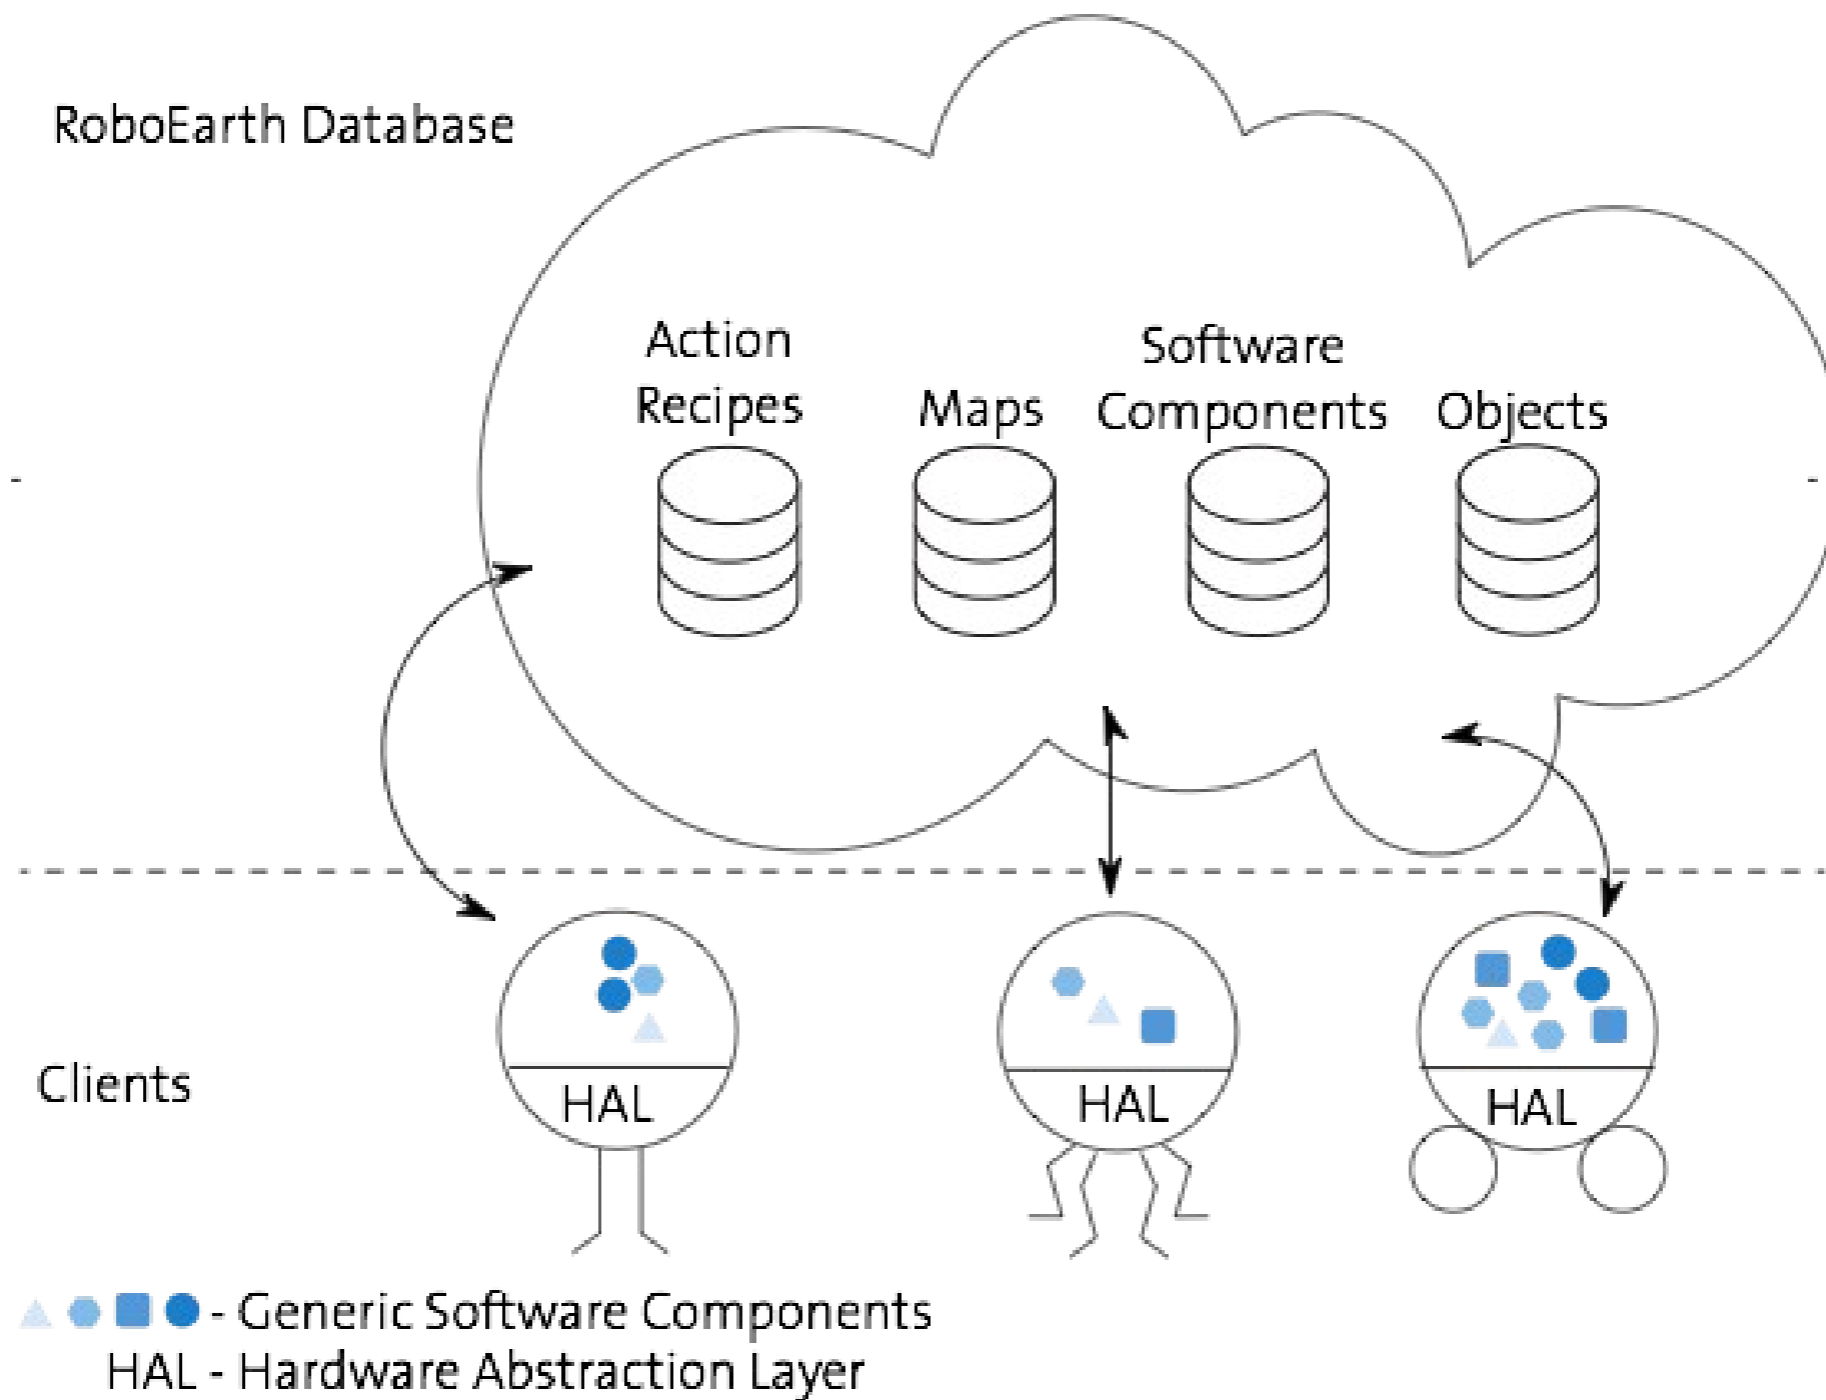 RoboEarth Database
Action
Recipes
Maps
Software
Components
Objects
Clients
HAL
HAL
HAL
- Generic Software Components
HAL - Hardware Abstraction Layer